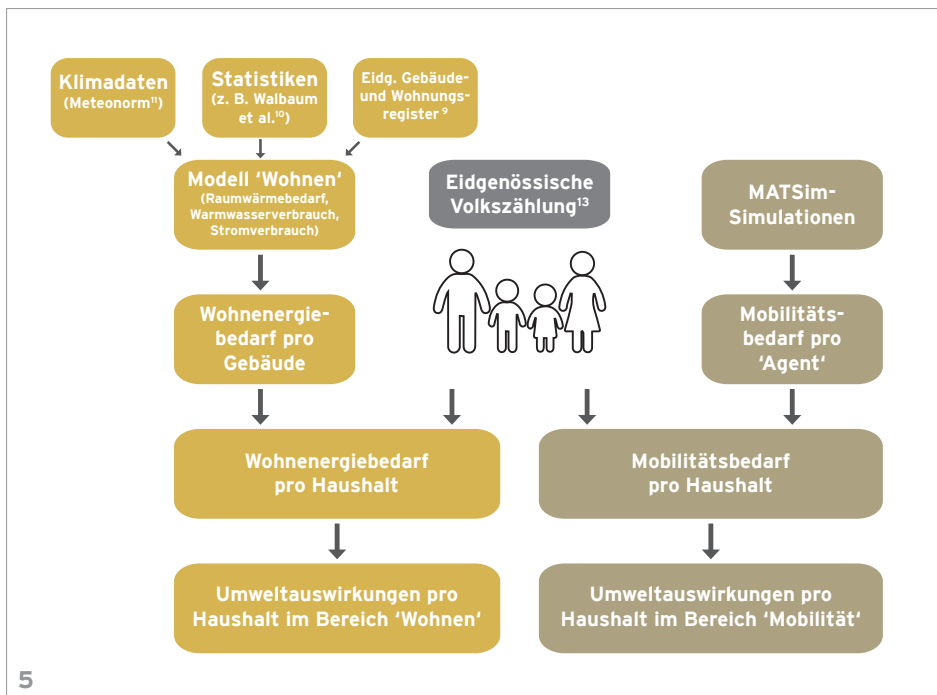 Klimadaten
(Meteonorm¹¹)
Statistiken
(z. B. Walbaum
et al.¹⁰)
Eidg. Gebäude-
und Wohnungs-
register ⁹
Modell ‘Wohnen‘
(Raumwärmebedarf,
Warmwasserverbrauch,
Stromverbrauch)
Eidgenössische
Volkszählung¹³
MATSim-
Simulationen
Wohnenergie-
bedarf pro
Gebäude
Mobilitäts-
bedarf pro
‘Agent‘
Wohnenergiebedarf
pro Haushalt
Mobilitätsbedarf
pro Haushalt
Umweltauswirkungen pro
Haushalt im Bereich ‘Wohnen‘
Umweltauswirkungen pro
Haushalt im Bereich ‘Mobilität‘
5